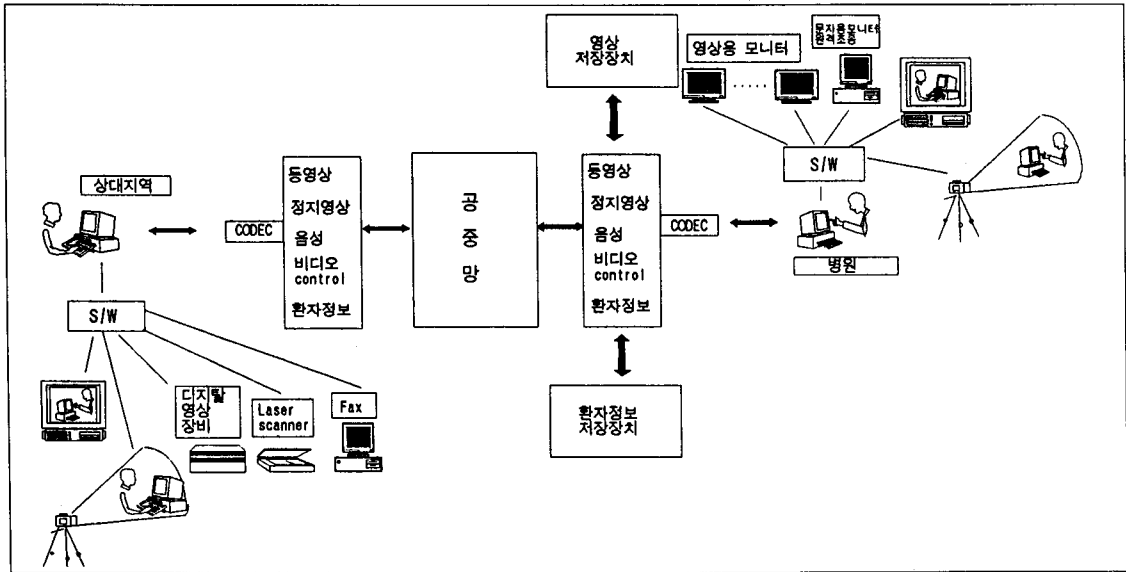 영상
저장장치
영상용 모니터
S/W
병원
상대지역
CODEC
동영상
정지영상
음성
비디오
control
환자정보
공
중
망
동영상
정지영상
음성
비디오
control
환자정보
CODEC
S/W
디지탈
영상
장비
Laser
scanner
Fax
환자정보
저장장치